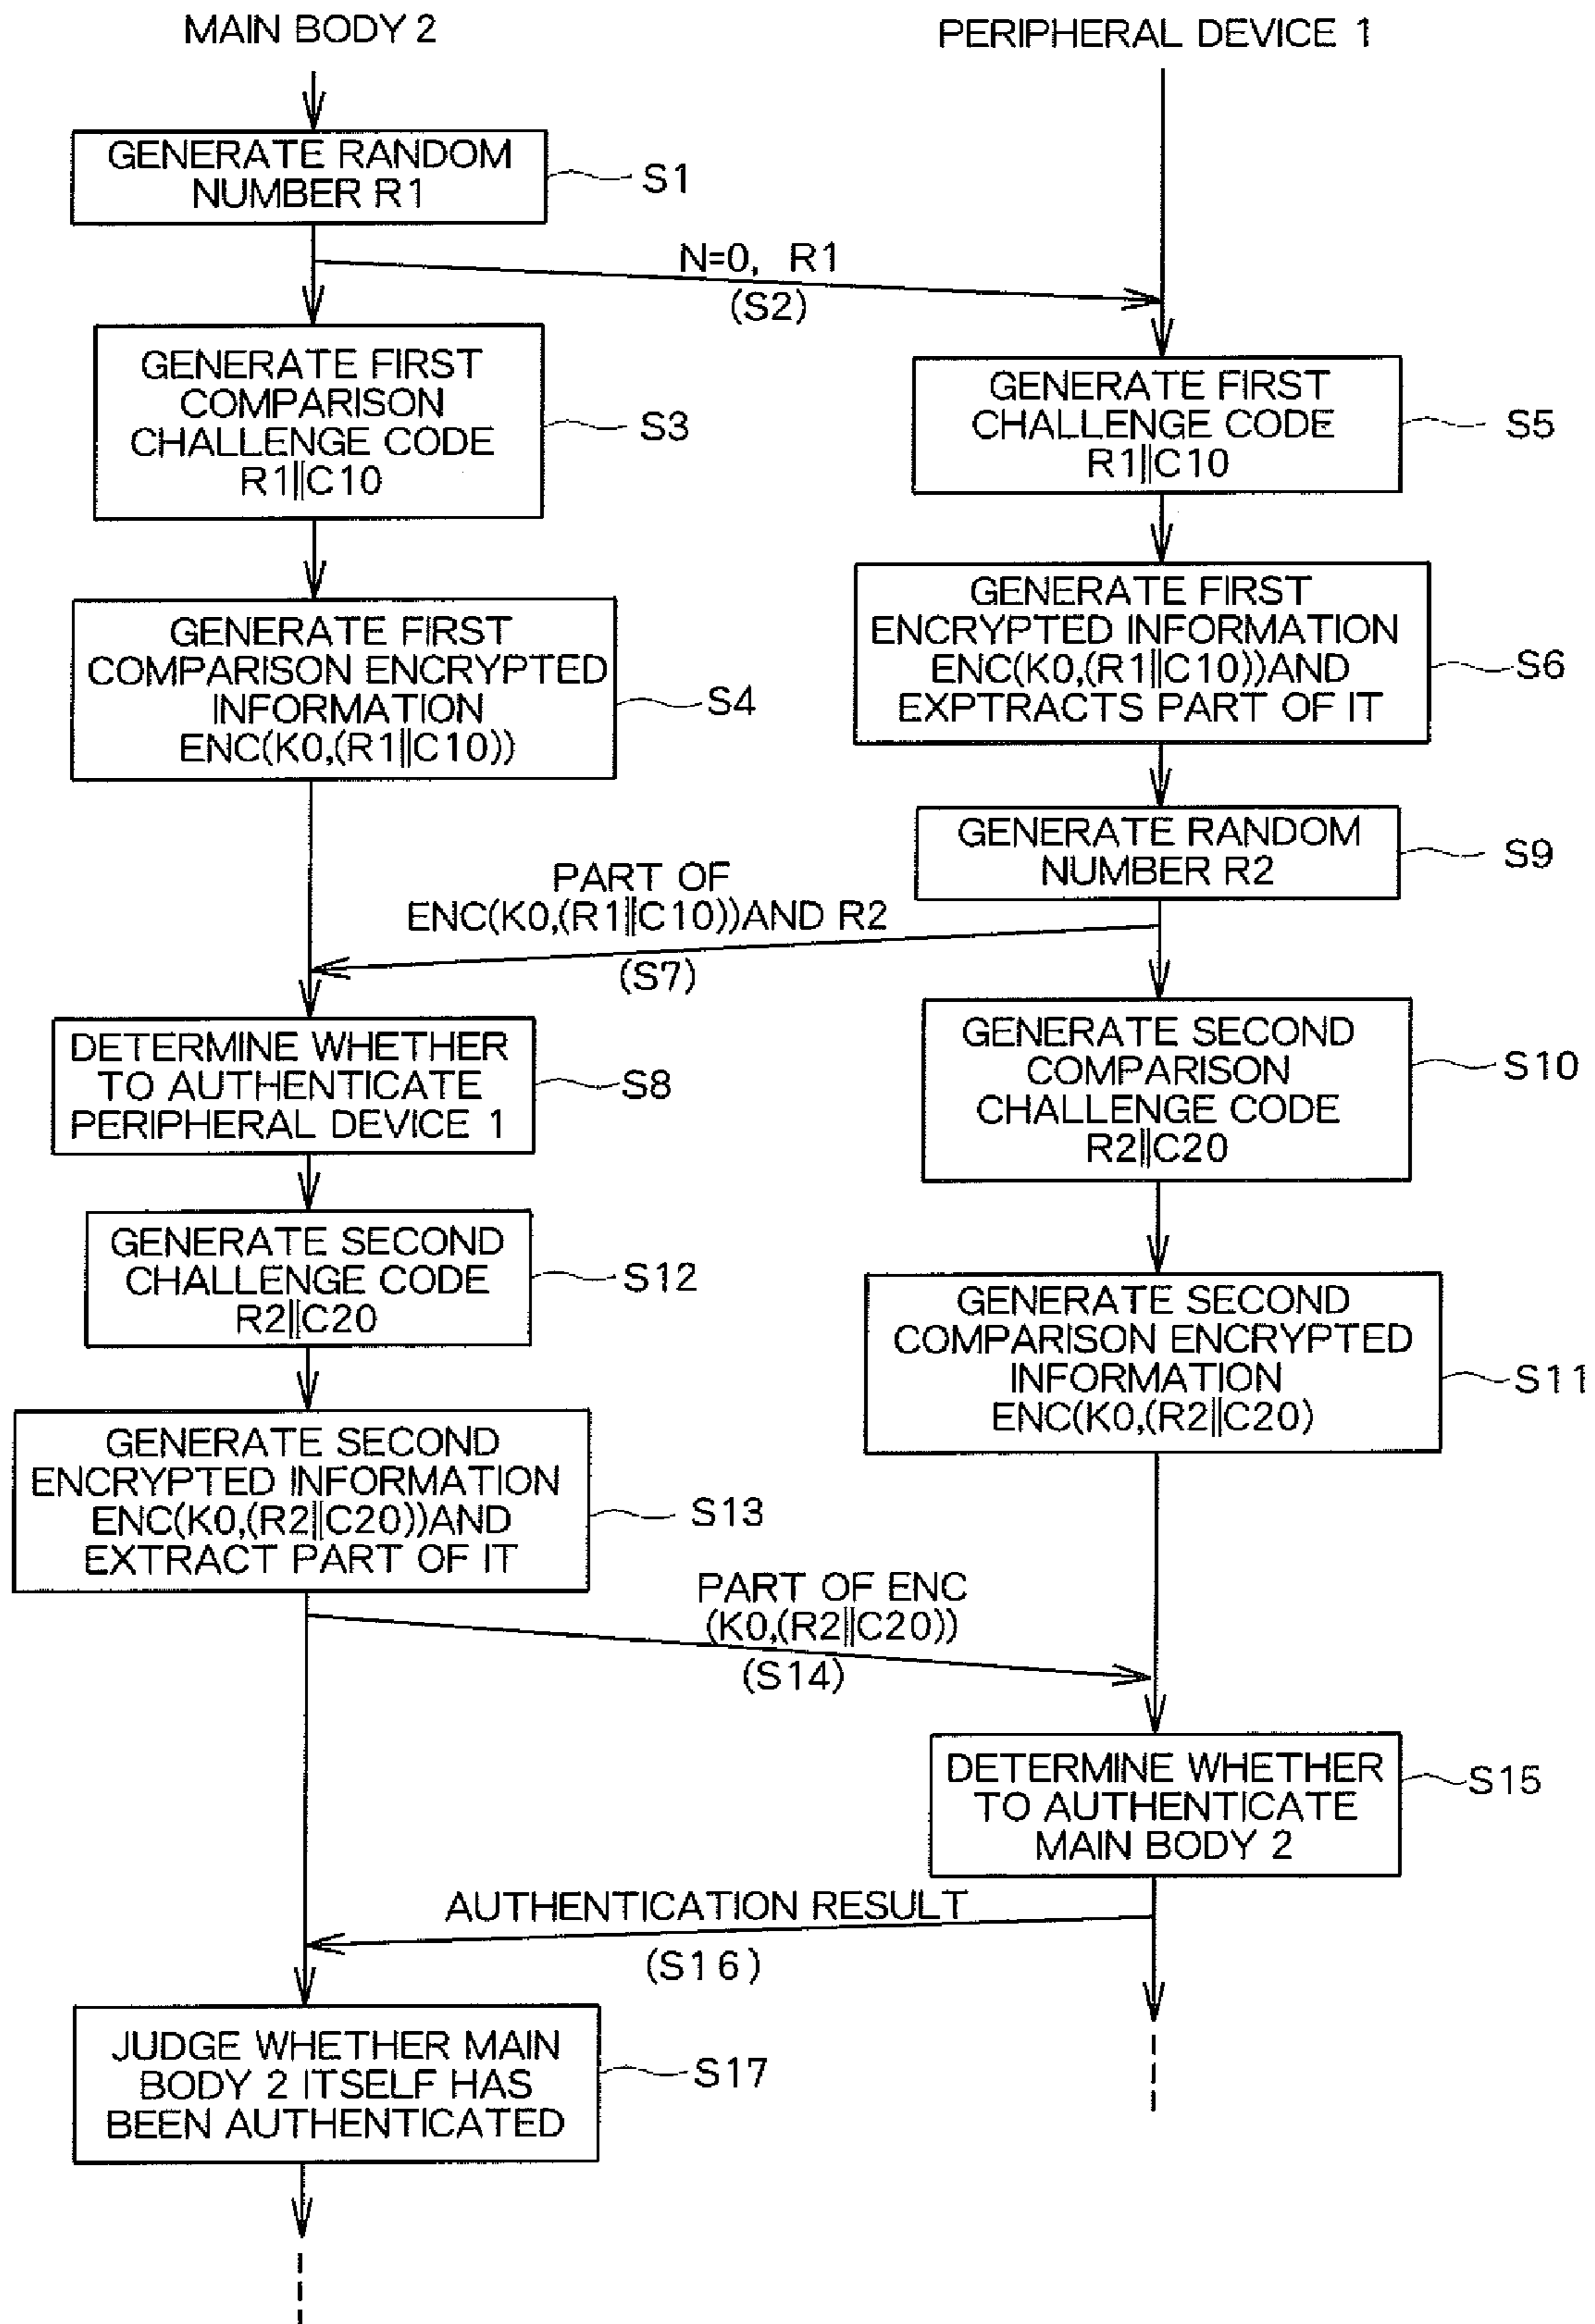 MAIN BODY 2
PERIPHERAL DEVICE 1
GENERATE RANDOM
NUMBER R1
S1
N=0, R1
(S2)
GENERATE FIRST
COMPARISON
CHALLENGE CODE
R1||C10
S3
GENERATE FIRST
CHALLENGE CODE
R1||C10
S5
GENERATE FIRST
COMPARISON ENCRYPTED
INFORMATION
ENC(K0,(R1||C10))
S4
GENERATE FIRST
ENCRYPTED INFORMATION
ENC(K0,(R1||C10))AND
EXPTRACTS PART OF IT
S6
GENERATE RANDOM
NUMBER R2
S9
PART OF
ENC(K0,(R1||C10))AND R2
(S7)
DETERMINE WHETHER
TO AUTHENTICATE
PERIPHERAL DEVICE 1
S8
GENERATE SECOND
COMPARISON
CHALLENGE CODE
R2||C20
S10
GENERATE SECOND
CHALLENGE CODE
R2||C20
S12
GENERATE SECOND
COMPARISON ENCRYPTED
INFORMATION
ENC(K0,(R2||C20)
S11
GENERATE SECOND
ENCRYPTED INFORMATION
ENC(K0,(R2||C20))AND
EXTRACT PART OF IT
S13
PART OF ENC
(K0,(R2||C20))
(S14)
DETERMINE WHETHER
TO AUTHENTICATE
MAIN BODY 2
S15
AUTHENTICATION RESULT
(S16)
JUDGE WHETHER MAIN
BODY 2 ITSELF HAS
BEEN AUTHENTICATED
S17